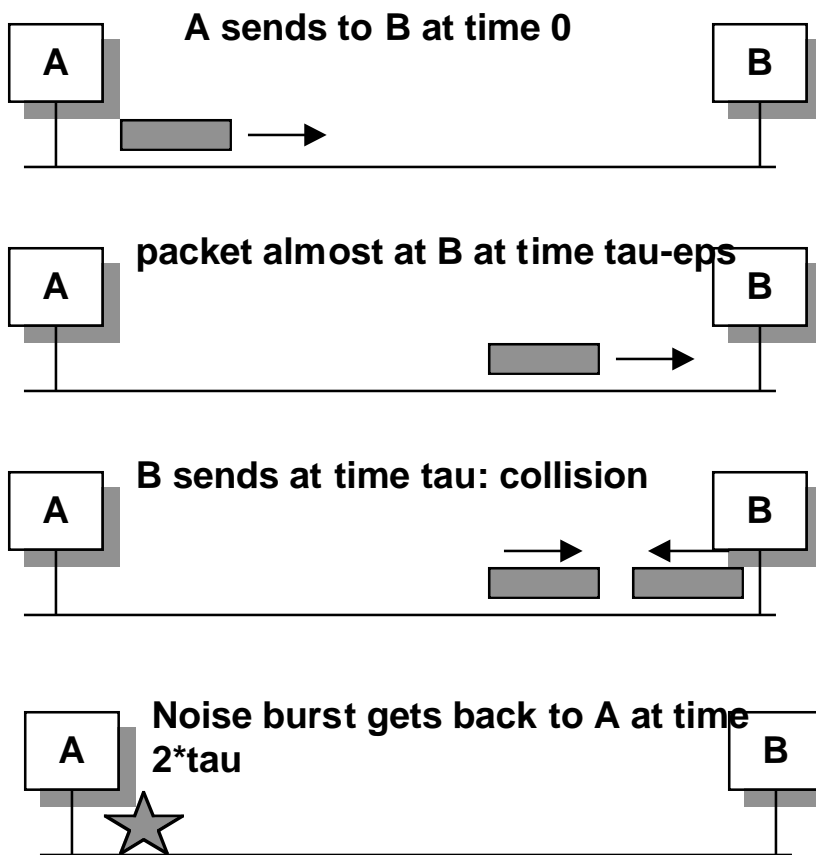 A sends to B at time 0
A
B
packet almost at B at time tau-eps
A
B
B sends at time tau: collision
A
B
Noise burst gets back to A at time
2*tau
A
B